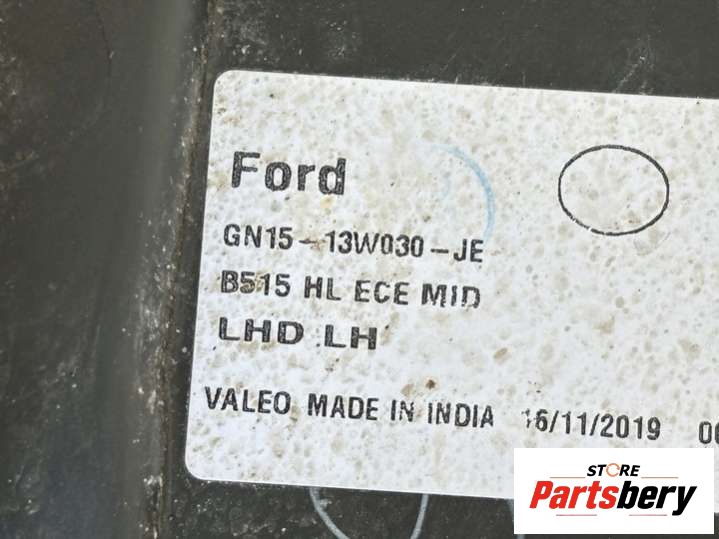 Ford
GN15-13W030-JE
B515 HL ECE MID
LHD LH
VALEO MADE IN INDIA 16/11/2019
STORE
Partsbery